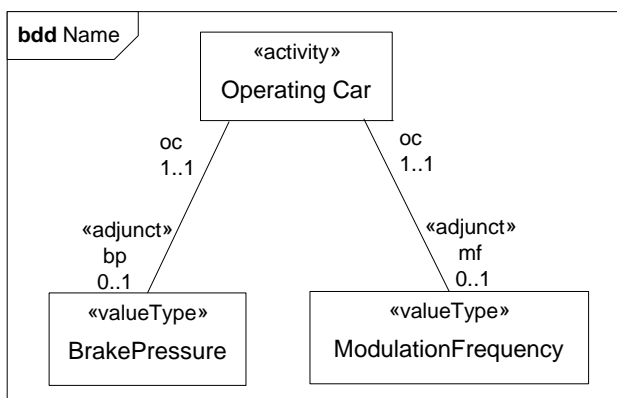 bdd Name
«activity»
Operating Car
oc
1..1
oc
1..1
«adjunct»
bp
0..1
«adjunct»
mf
0..1
«valueType»
BrakePressure
«valueType»
ModulationFrequency